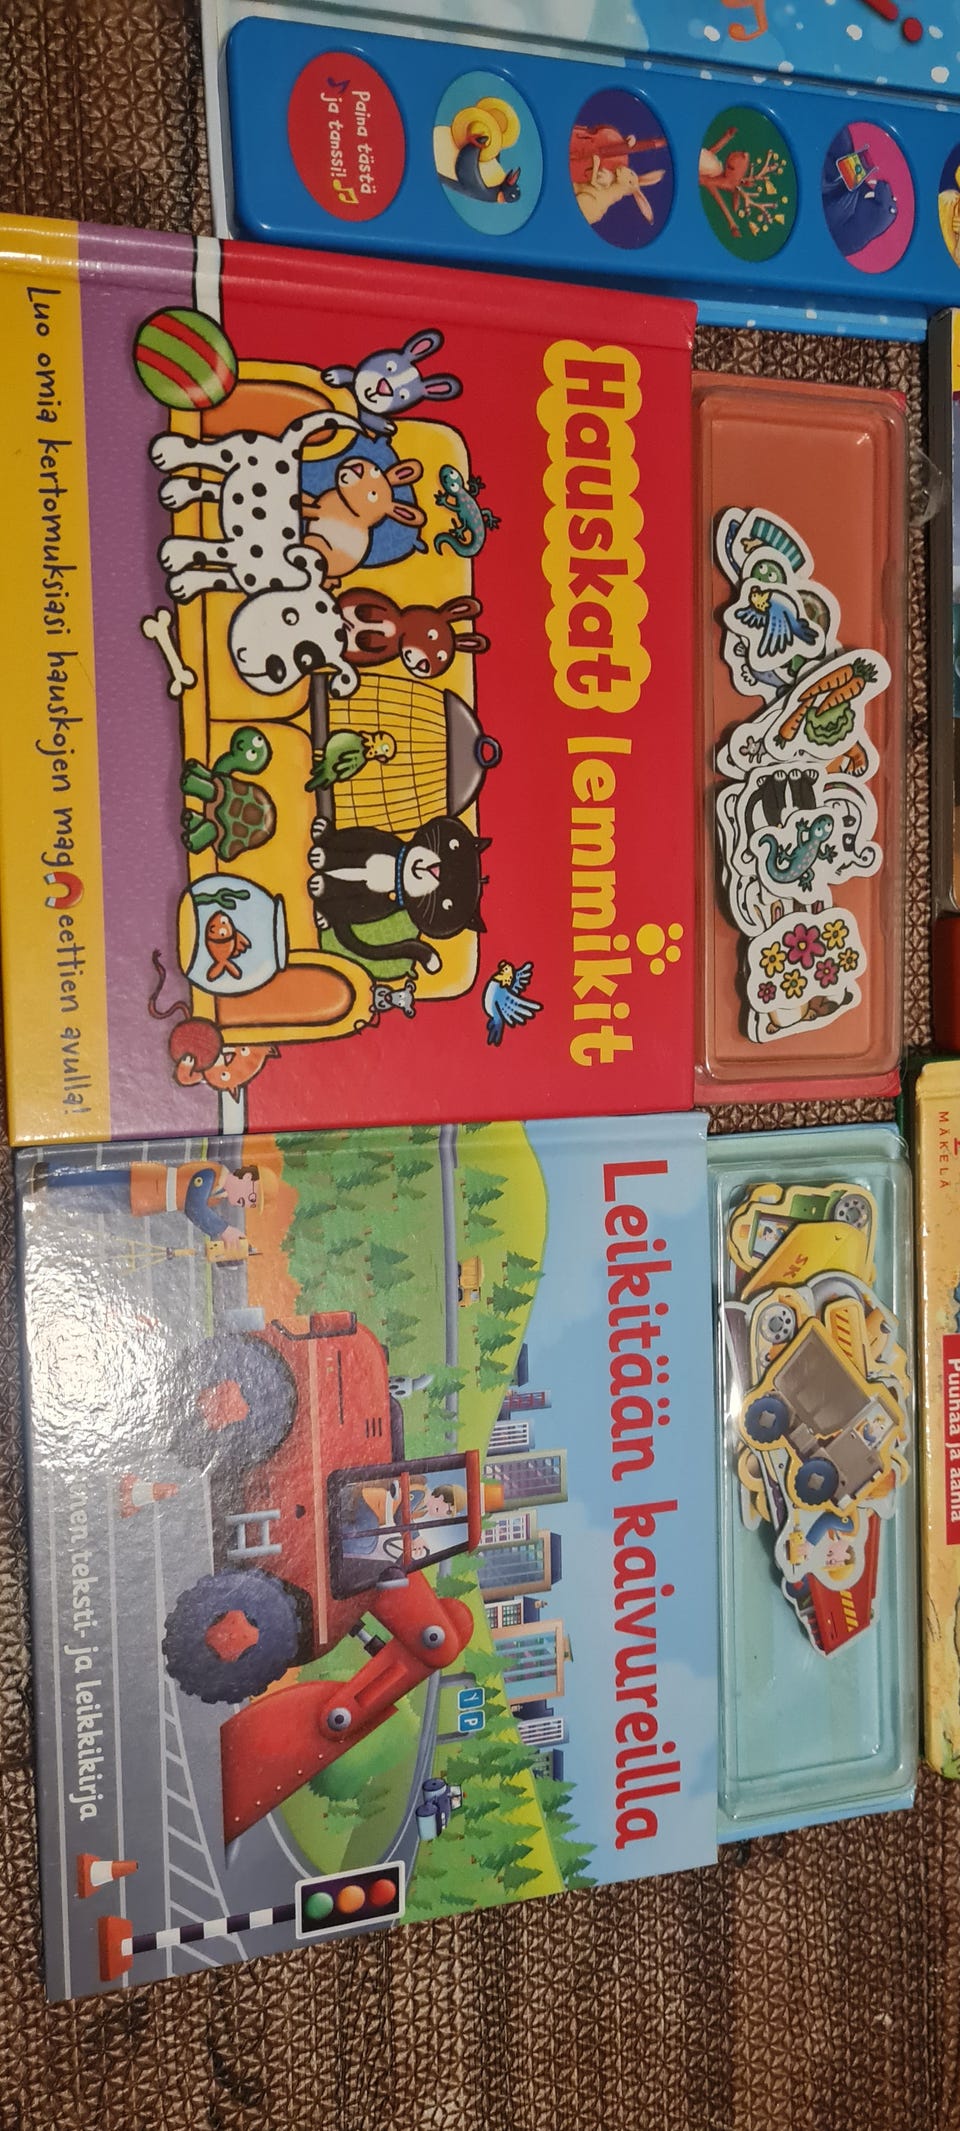 Paina tästä
ja tanssi!
Hauskat lemmikit
Luo omia kertomuksiasi hauskojen magneettien avulla!
Leikitään kaivureilla
teksti- ja leikkikirja
Y P
SK
MÄKELÄ
Puuhaa ja ääniä